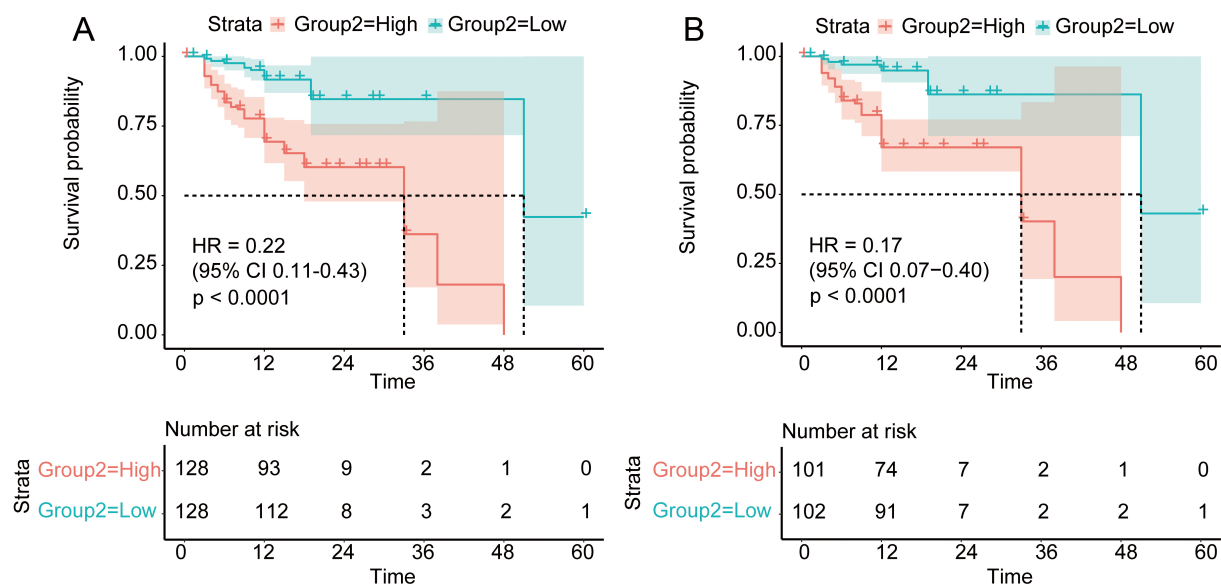 A
Strata Group2=High Group2=Low
1.00
0.75
0.50
0.25
0.00
Survival probability
HR = 0.22
(95% CI 0.11-0.43)
p < 0.0001
0 12 24 36 48 60
Time
Number at risk
Strata
Group2=High 128 93 9 2 1 0
Group2=Low 128 112 8 3 2 1
0 12 24 36 48 60
Time
B
Strata Group2=High Group2=Low
1.00
0.75
0.50
0.25
0.00
Survival probability
HR = 0.17
(95% CI 0.07−0.40)
p < 0.0001
0 12 24 36 48 60
Time
Number at risk
Strata
Group2=High 101 74 7 2 1 0
Group2=Low 102 91 7 2 2 1
0 12 24 36 48 60
Time